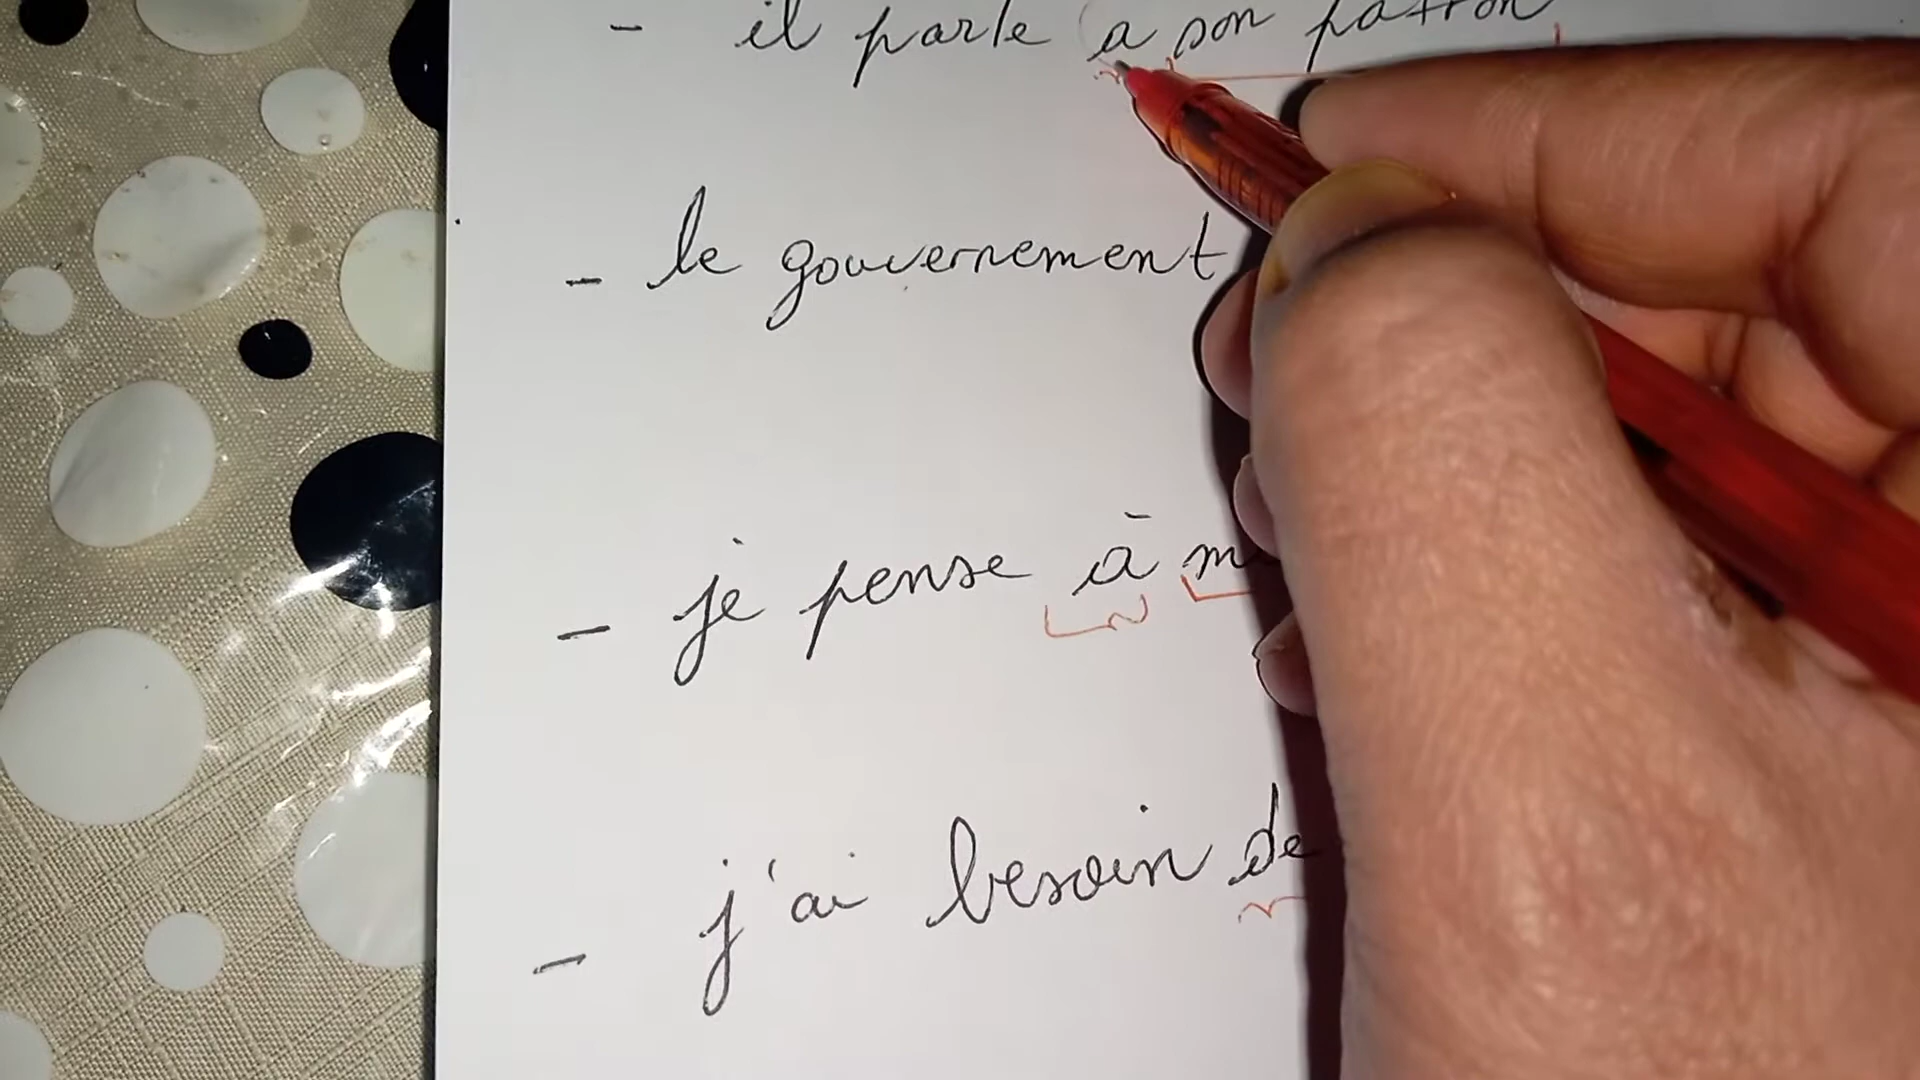 - il parle a son patron
- le gouvernement
- je pense à m
- j'ai besoin de